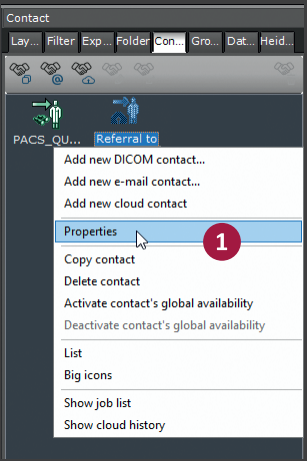 Contact
Lay... Filter Exp... Folder Con... Gro... Dat... Heid...
PACS_QU... Referral to
Add new DICOM contact...
Add new e-mail contact...
Add new cloud contact
Properties
1
Copy contact
Delete contact
Activate contact's global availability
Deactivate contact's global availability
List
Big icons
Show job list
Show cloud history